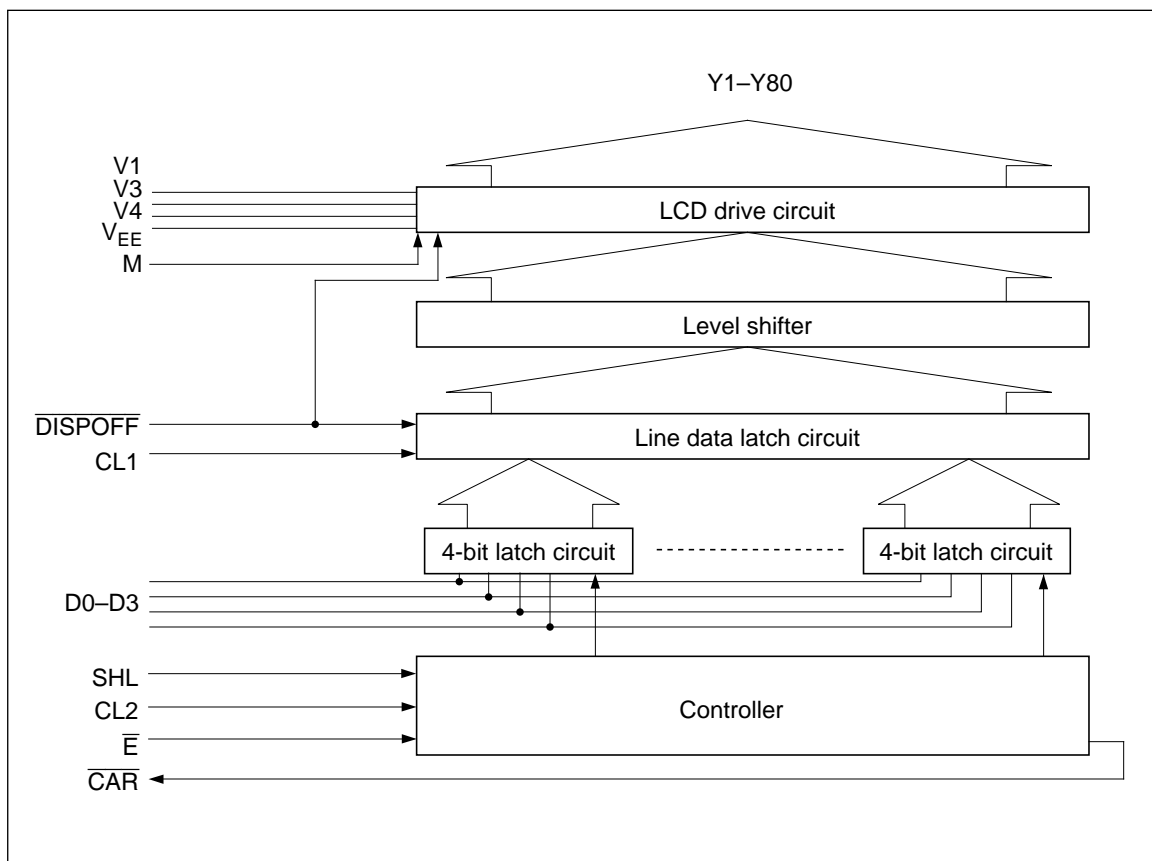 Y1–Y80
V1
V3
V4
VEE
M
LCD drive circuit
Level shifter
DISPOFF
CL1
Line data latch circuit
4-bit latch circuit
4-bit latch circuit
D0–D3
SHL
CL2
E
CAR
Controller